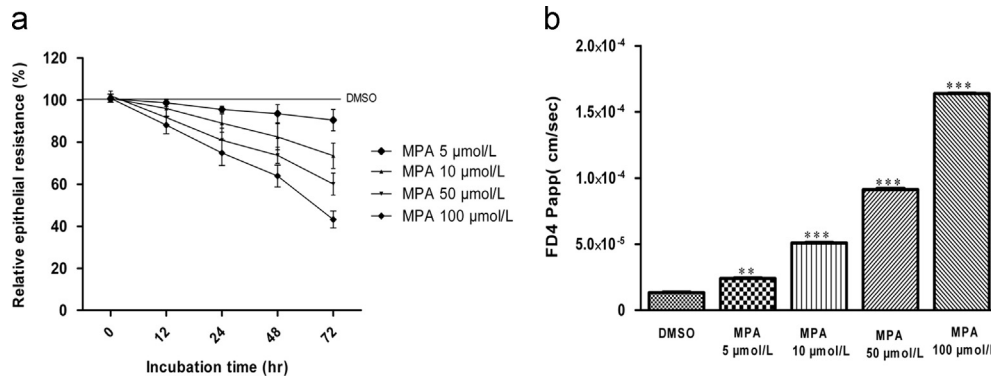 a
Relative epithelial resistance (%)
120
100
80
60
40
20
0
DMSO
0
12
24
48
72
Incubation time (hr)
MPA 5 µmol/L
MPA 10 µmol/L
MPA 50 µmol/L
MPA 100 µmol/L
b
FD4 Papp( cm/sec)
2.0×10-4
1.5×10-4
1.0×10-4
5.0×10-5
0
**
***
***
***
DMSO
MPA
5 µmol/L
MPA
10 µmol/L
MPA
50 µmol/L
MPA
100 µmol/L